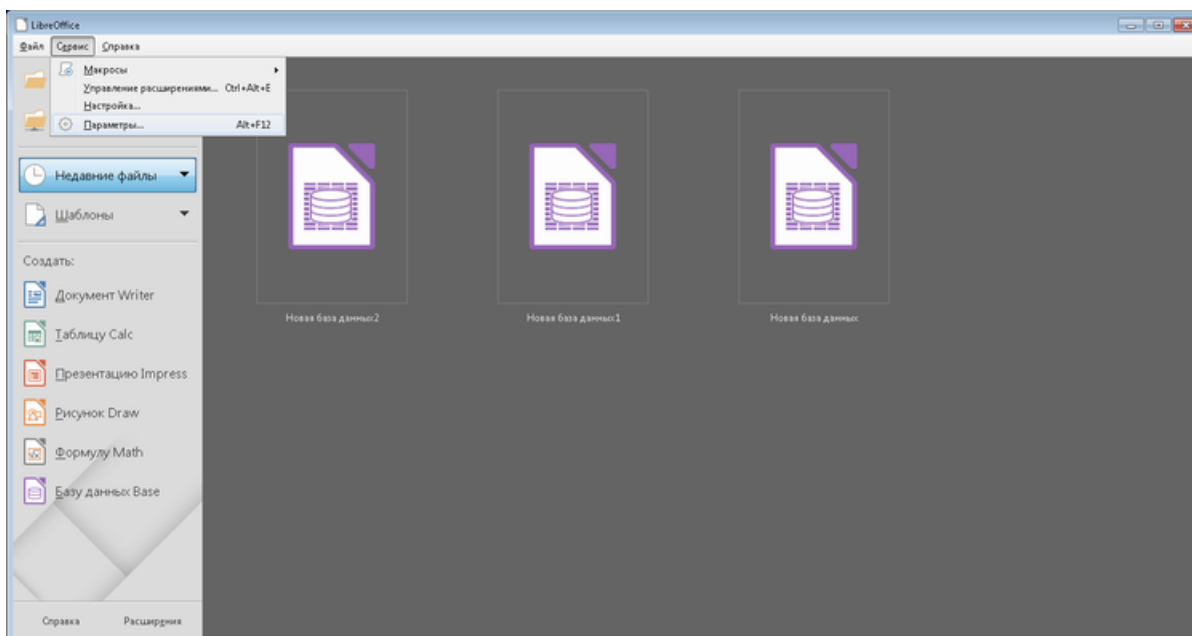 LibreOffice
Файл Сервис Справка
Макросы
Управление расширениями... Ctrl+Alt+E
Настройка...
Параметры... Alt+F12
Недавние файлы
Шаблоны
Создать:
Документ Writer
Таблицу Calc
Презентацию Impress
Рисунок Draw
Формулу Math
Базу данных Base
Новая база данных2
Новая база данных1
Новая база данных
Справка Расширения